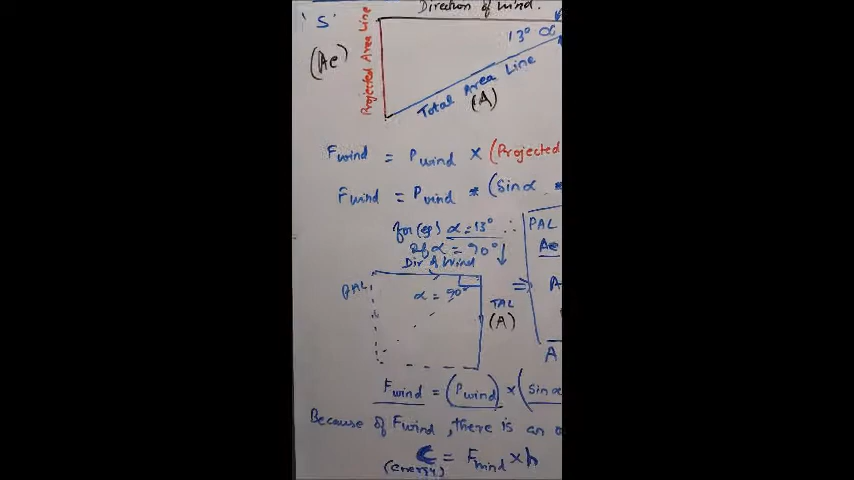 Direction of wind.
'S'
(Ae)
Projected Area Line
13° α
Total Area Line
(A)
Fwind = Pwind × (Projected
Fwind = Pwind * (Sinα *
for(eg) α = 13° ∴
If α = 90° ↓
Dir of Wind
PAL
α = 90°
TAL
(A)
⇒
PAL
Ae
A
A
Fwind = (Pwind) × (Sinα
Because of Fwind, there is an
= Fwind × h
(energy)